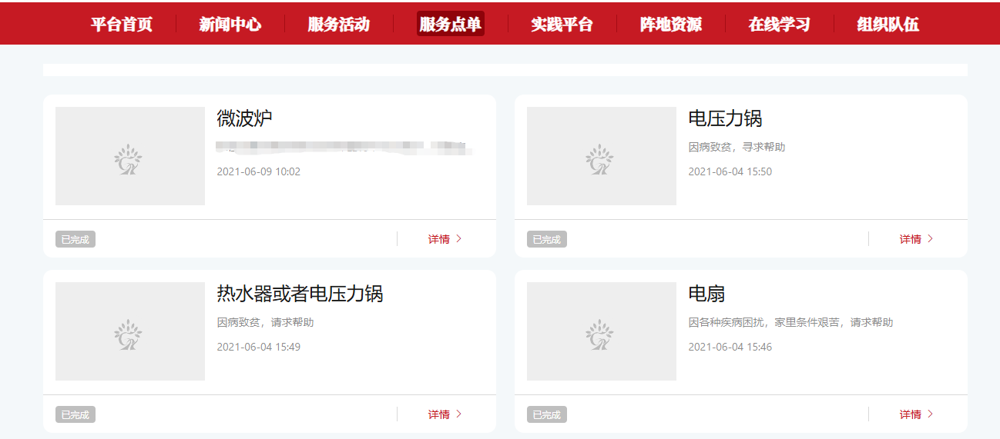 平台首页 新闻中心 服务活动 服务点单 实践平台 阵地资源 在线学习 组织队伍
微波炉
2021-06-09 10:02
已完成
详情
电压力锅
因病致贫，寻求帮助
2021-06-04 15:50
已完成
详情
热水器或者电压力锅
因病致贫，请求帮助
2021-06-04 15:49
已完成
详情
电扇
因各种疾病困扰，家里条件艰苦，请求帮助
2021-06-04 15:46
已完成
详情